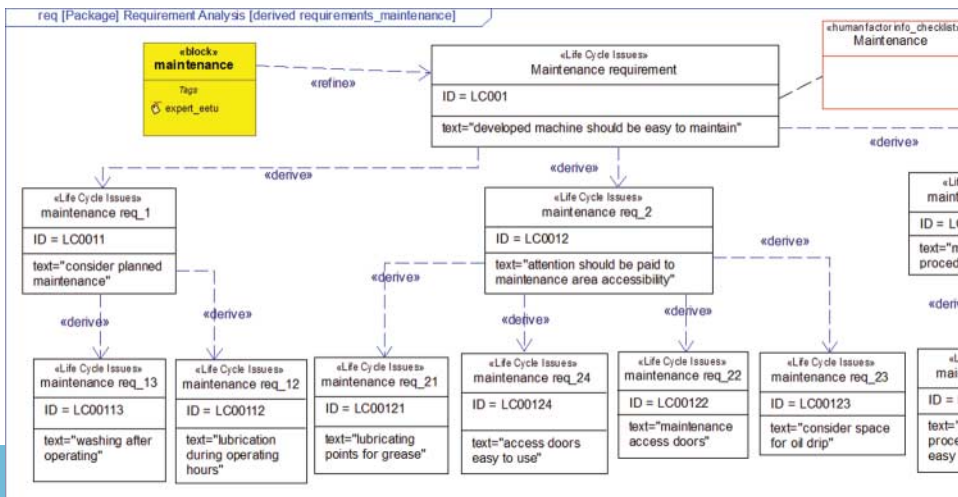 req [Package] Requirement Analysis [derived requirements_maintenance]
«block»
maintenance
Tags
expert_eetu
«refine»
«Life Cycle Issues»
Maintenance requirement
ID = LC001
text="developed machine should be easy to maintain"
«humanfactorinfo_checklist»
Maintenance
«derive»
«derive»
«derive»
«Life Cycle Issues»
maintenance req_1
ID = LC0011
text="consider planned
maintenance"
«Life Cycle Issues»
maintenance req_2
ID = LC0012
text="attention should be paid to
maintenance area accessibility"
«derive»
«derive»
«derive»
«derive»
«derive»
«derive»
«Life Cycle Issues»
maintenance req_13
ID = LC00113
text="washing after
operating"
«Life Cycle Issues»
maintenance req_12
ID = LC00112
text="lubrication
during operating
hours"
«Life Cycle Issues»
maintenance req_21
ID = LC00121
text="lubricating
points for grease"
«Life Cycle Issues»
maintenance req_24
ID = LC00124
text="access doors
easy to use"
«Life Cycle Issues»
maintenance req_22
ID = LC00122
text="maintenance
access doors"
«Life Cycle Issues»
maintenance req_23
ID = LC00123
text="consider space
for oil drip"
ID =
easy